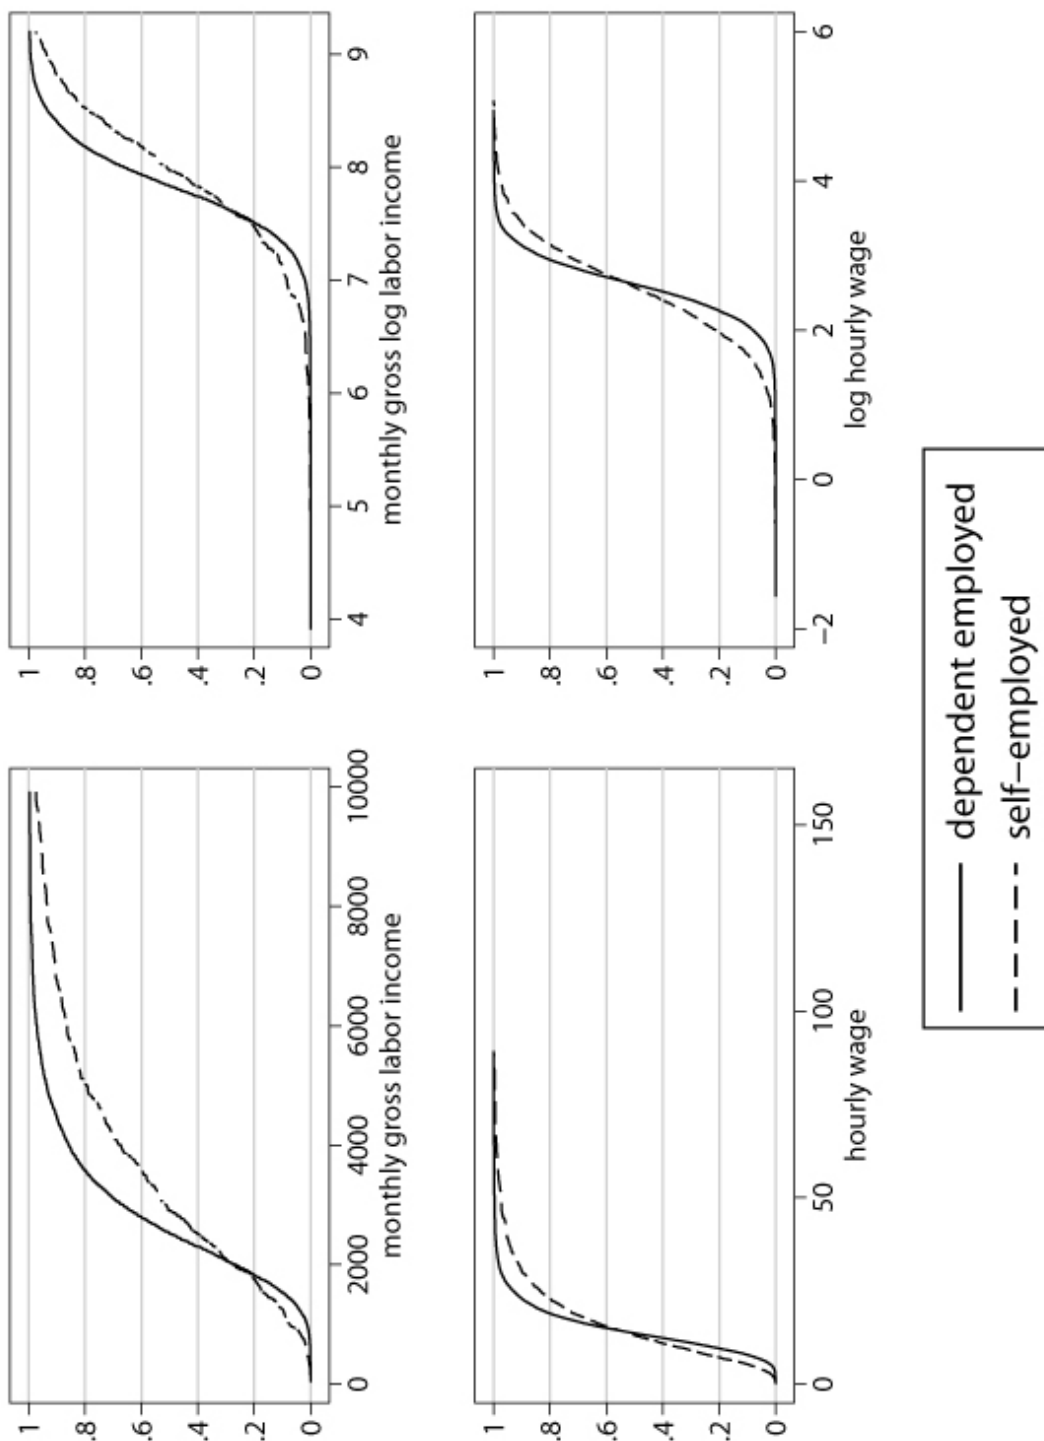 1
.8
.6
.4
.2
0
0 2000 4000 6000 8000 10000
monthly gross labor income
1
.8
.6
.4
.2
0
4 5 6 7 8 9
monthly gross log labor income
1
.8
.6
.4
.2
0
0 50 100 150
hourly wage
1
.8
.6
.4
.2
0
−2 0 2 4 6
log hourly wage
dependent employed
self−employed